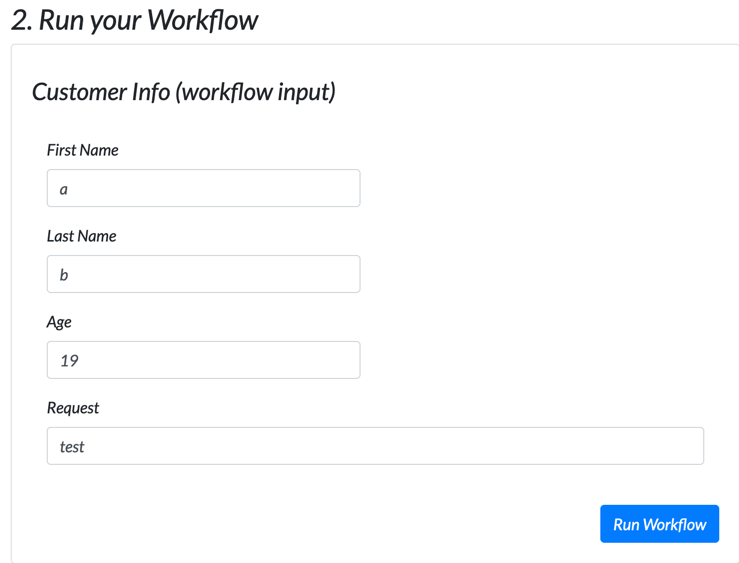 2. Run your Workflow
Customer Info (workflow input)
First Name
a
Last Name
b
Age
19
Request
test
Run Workflow